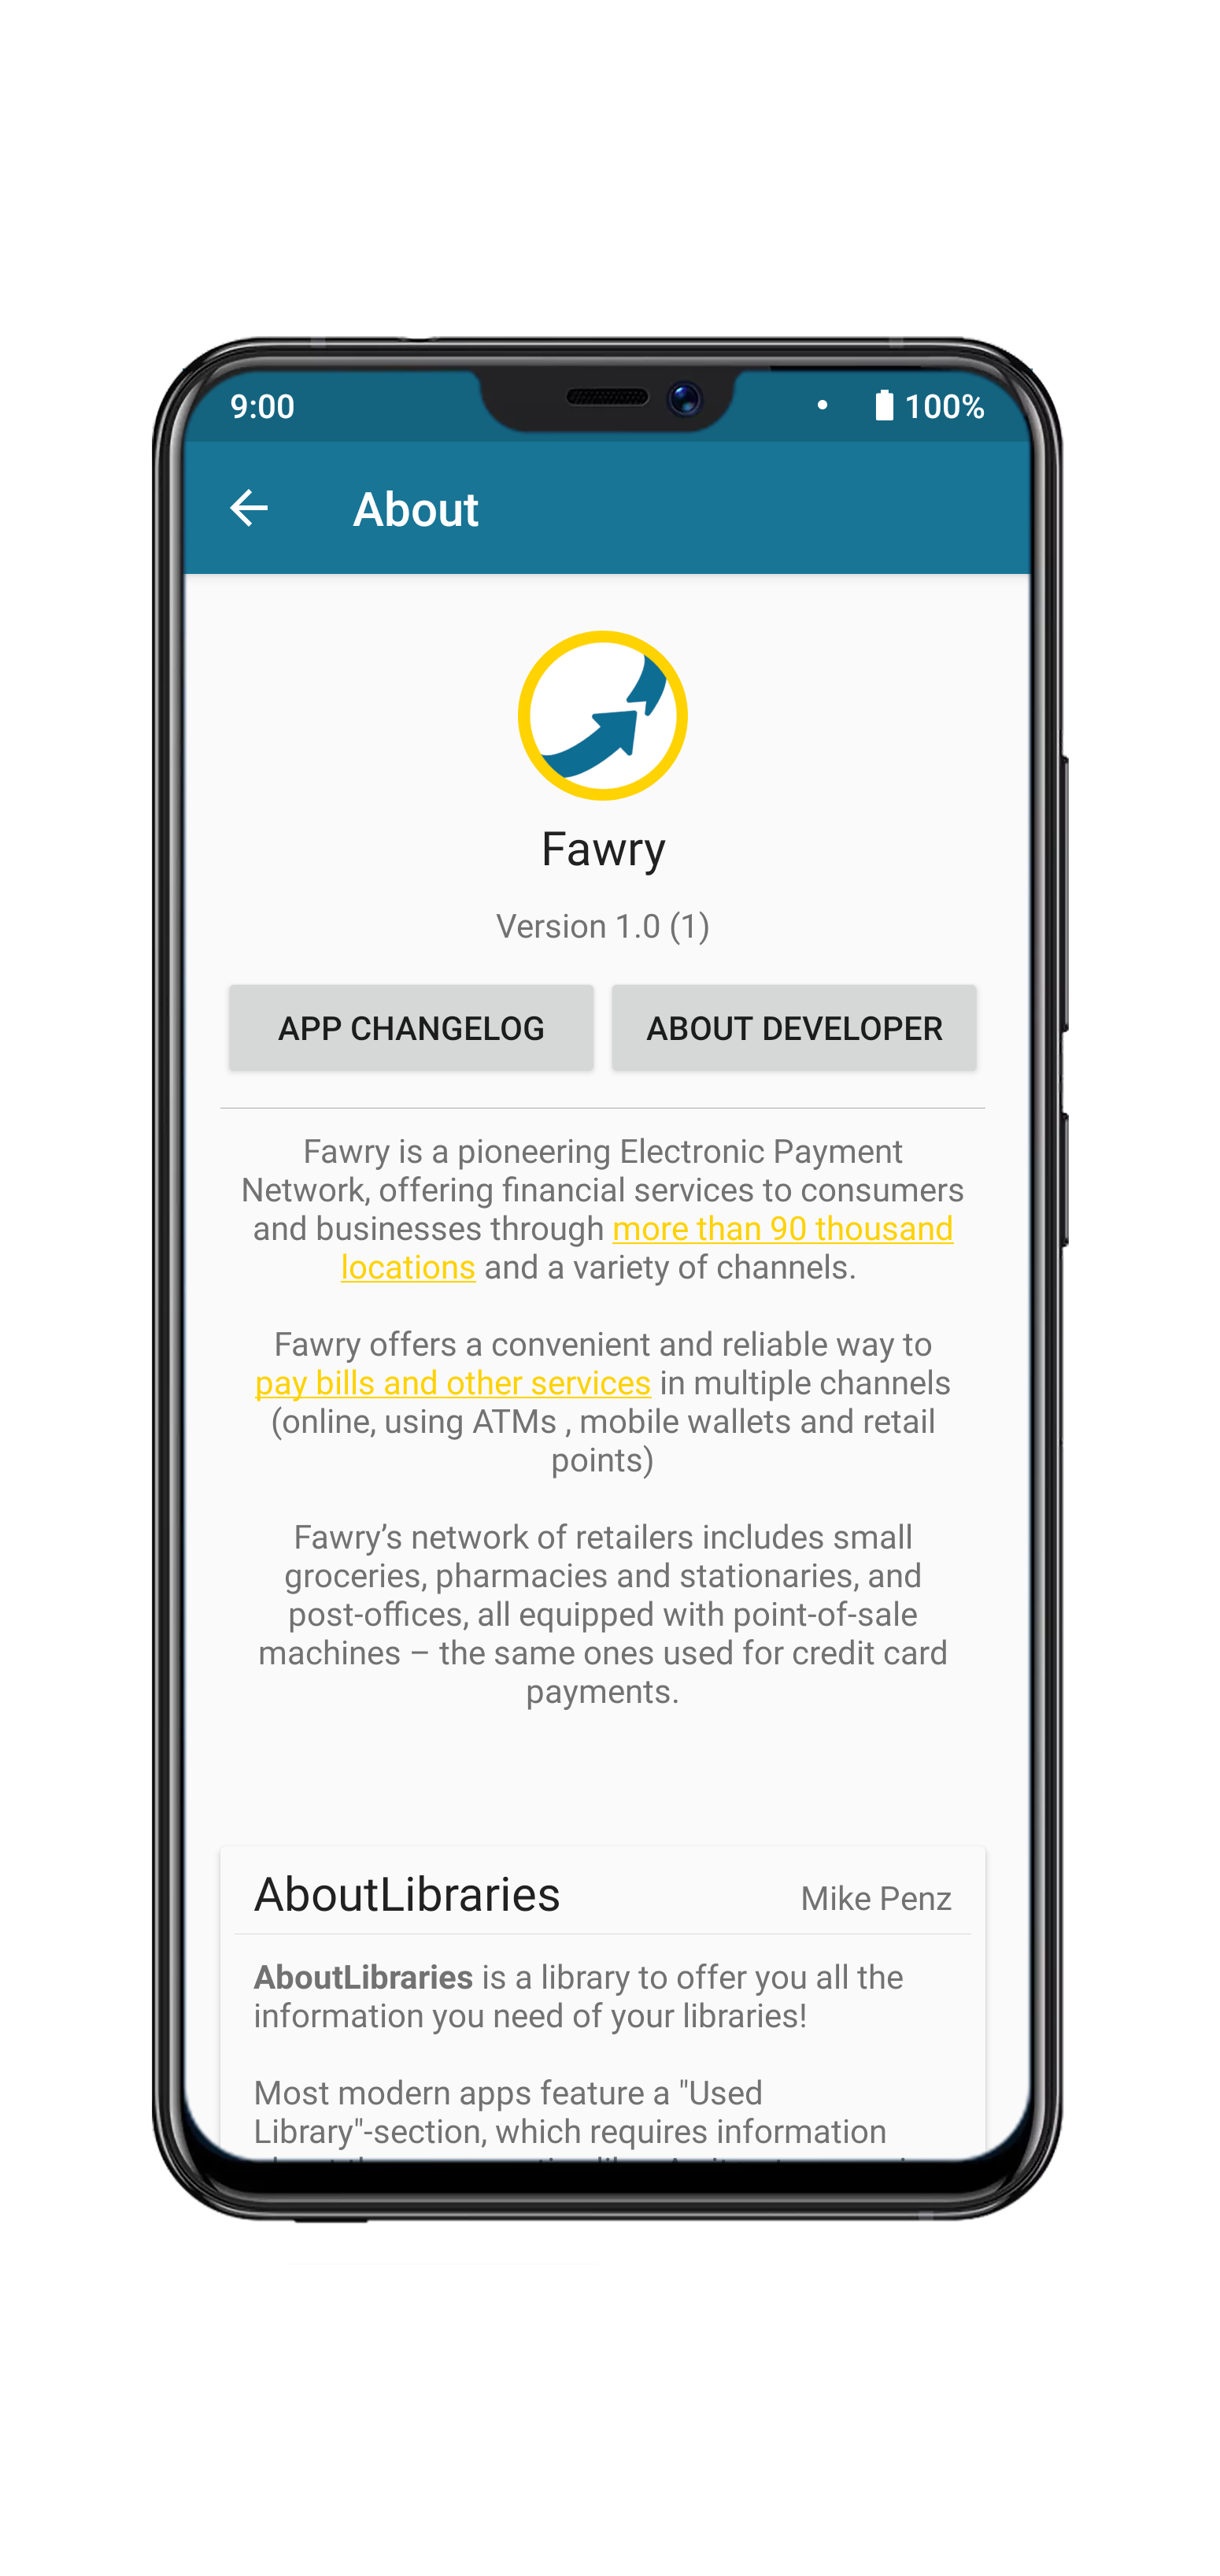 9:00
100%
About
Fawry
Version 1.0 (1)
APP CHANGELOG
ABOUT DEVELOPER
Fawry is a pioneering Electronic Payment
Network, offering financial services to consumers
and businesses through more than 90 thousand
locations and a variety of channels.
Fawry offers a convenient and reliable way to
pay bills and other services in multiple channels
(online, using ATMs , mobile wallets and retail
points)
Fawry’s network of retailers includes small
groceries, pharmacies and stationaries, and
post-offices, all equipped with point-of-sale
machines – the same ones used for credit card
payments.
AboutLibraries
Mike Penz
AboutLibraries is a library to offer you all the
information you need of your libraries!
Most modern apps feature a "Used
Library"-section, which requires information